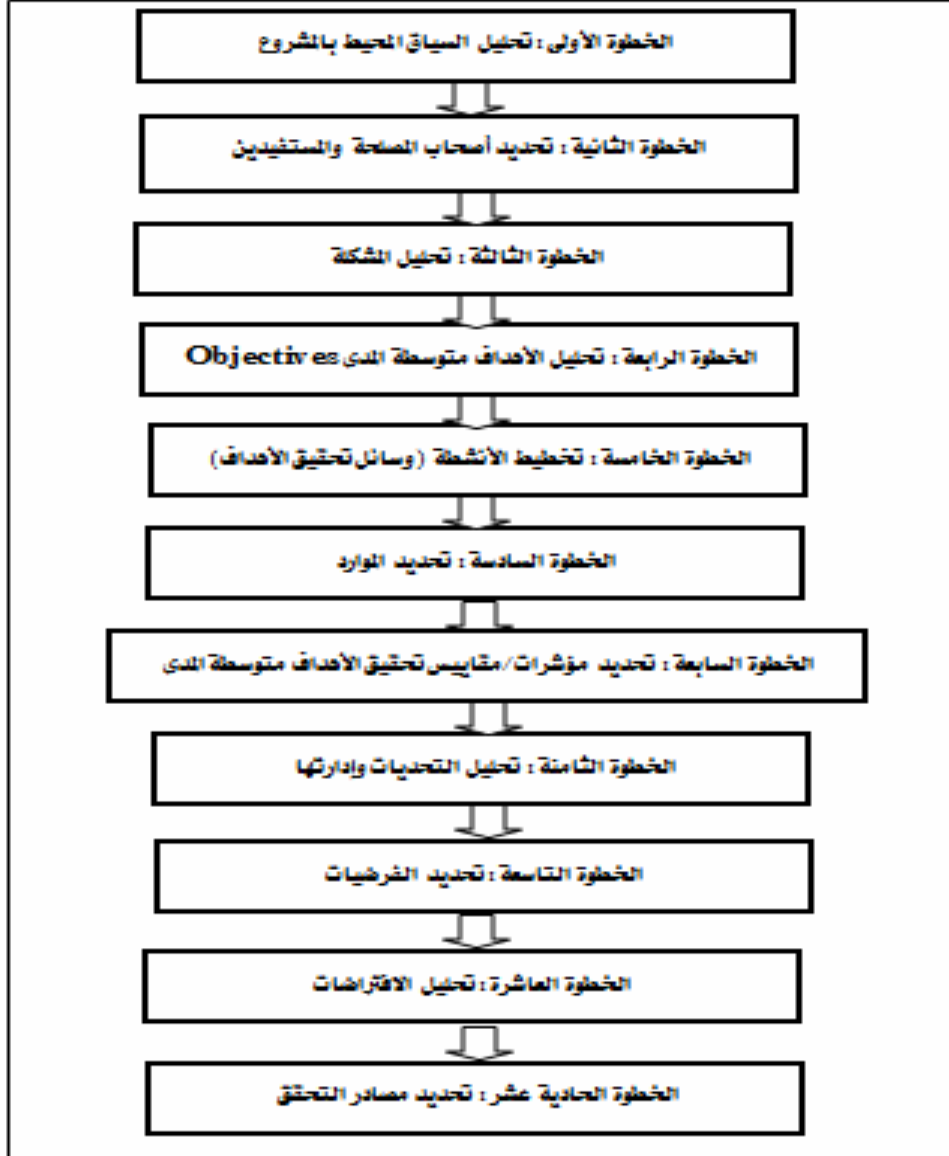 الخطوة الأولى : تحليل السياق المحيط بالمشروع
الخطوة الثانية : تحديد أصحاب المصلحة والمستفيدين
الخطوة الثالثة : تحليل المشكلة
الخطوة الرابعة : تحليل الأهداف متوسطة المدى Objectives
الخطوة الخامسة : تخطيط الأنشطة (وسائل تحقيق الأهداف)
الخطوة السادسة : تحديد الموارد
الخطوة السابعة : تحديد مؤشرات/مقاييس تحقيق الأهداف متوسطة المدى
الخطوة الثامنة : تحليل التحديات وإدارتها
الخطوة التاسعة : تحديد الفرضيات
الخطوة العاشرة : تحليل الافتراضات
الخطوة الحادية عشر : تحديد مصادر التحقق